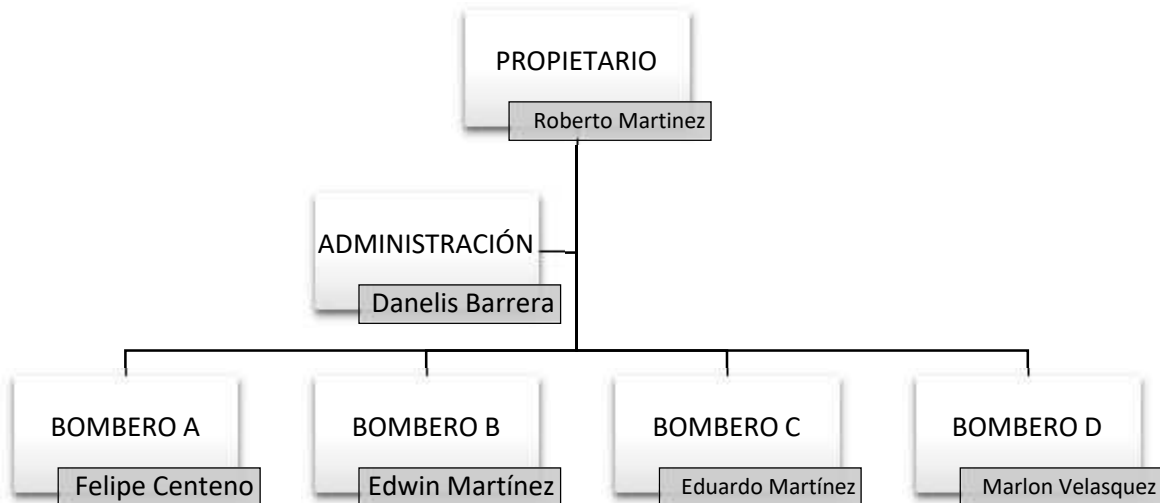 PROPIETARIO
Roberto Martinez
ADMINISTRACIÓN
Danelis Barrera
BOMBERO A
Felipe Centeno
BOMBERO B
Edwin Martínez
BOMBERO C
Eduardo Martínez
BOMBERO D
Marlon Velasquez